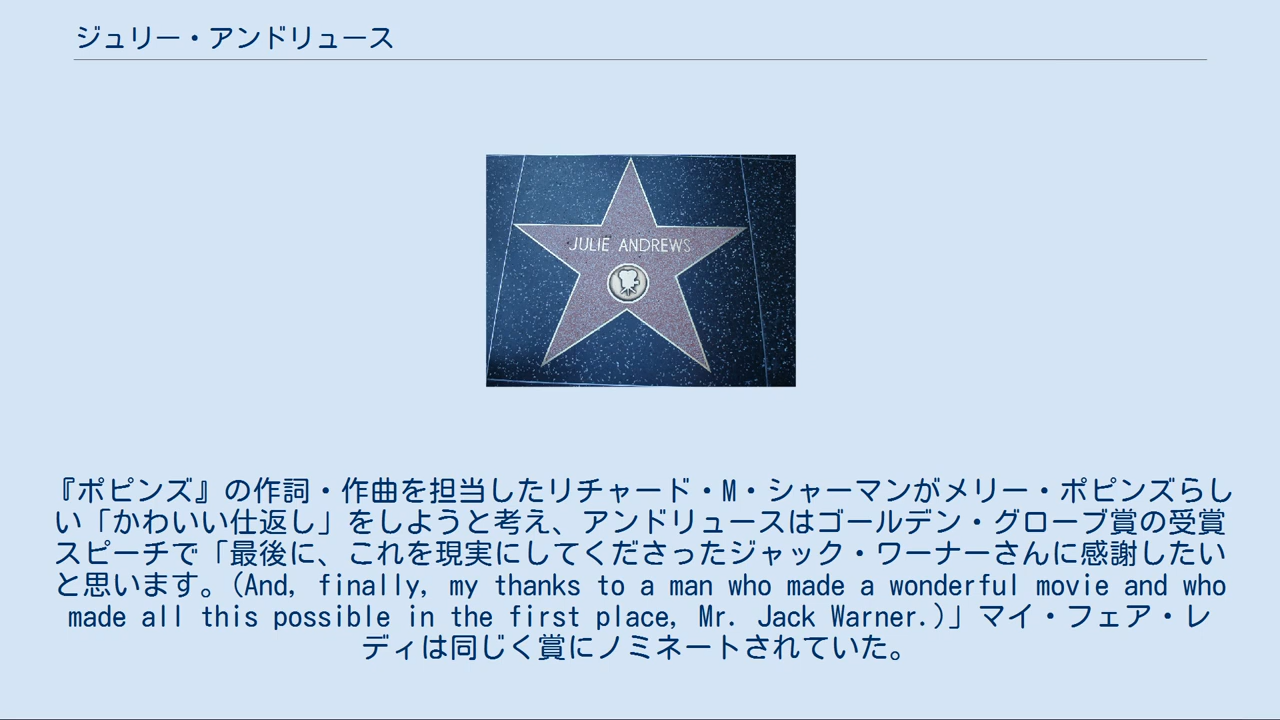 ジュリー・アンドリュース
JULIE ANDREWS
『ポピンズ』の作詞・作曲を担当したリチャード・M・シャーマンがメリー・ポピンズらし
い「かわいい仕返し」をしようと考え、アンドリュースはゴールデン・グローブ賞の受賞
スピーチで「最後に、これを現実にしてくださったジャック・ワーナーさんに感謝したい
と思います。(And, finally, my thanks to a man who made a wonderful movie and who
made all this possible in the first place, Mr. Jack Warner.)」マイ・フェア・レ
ディは同じく賞にノミネートされていた。